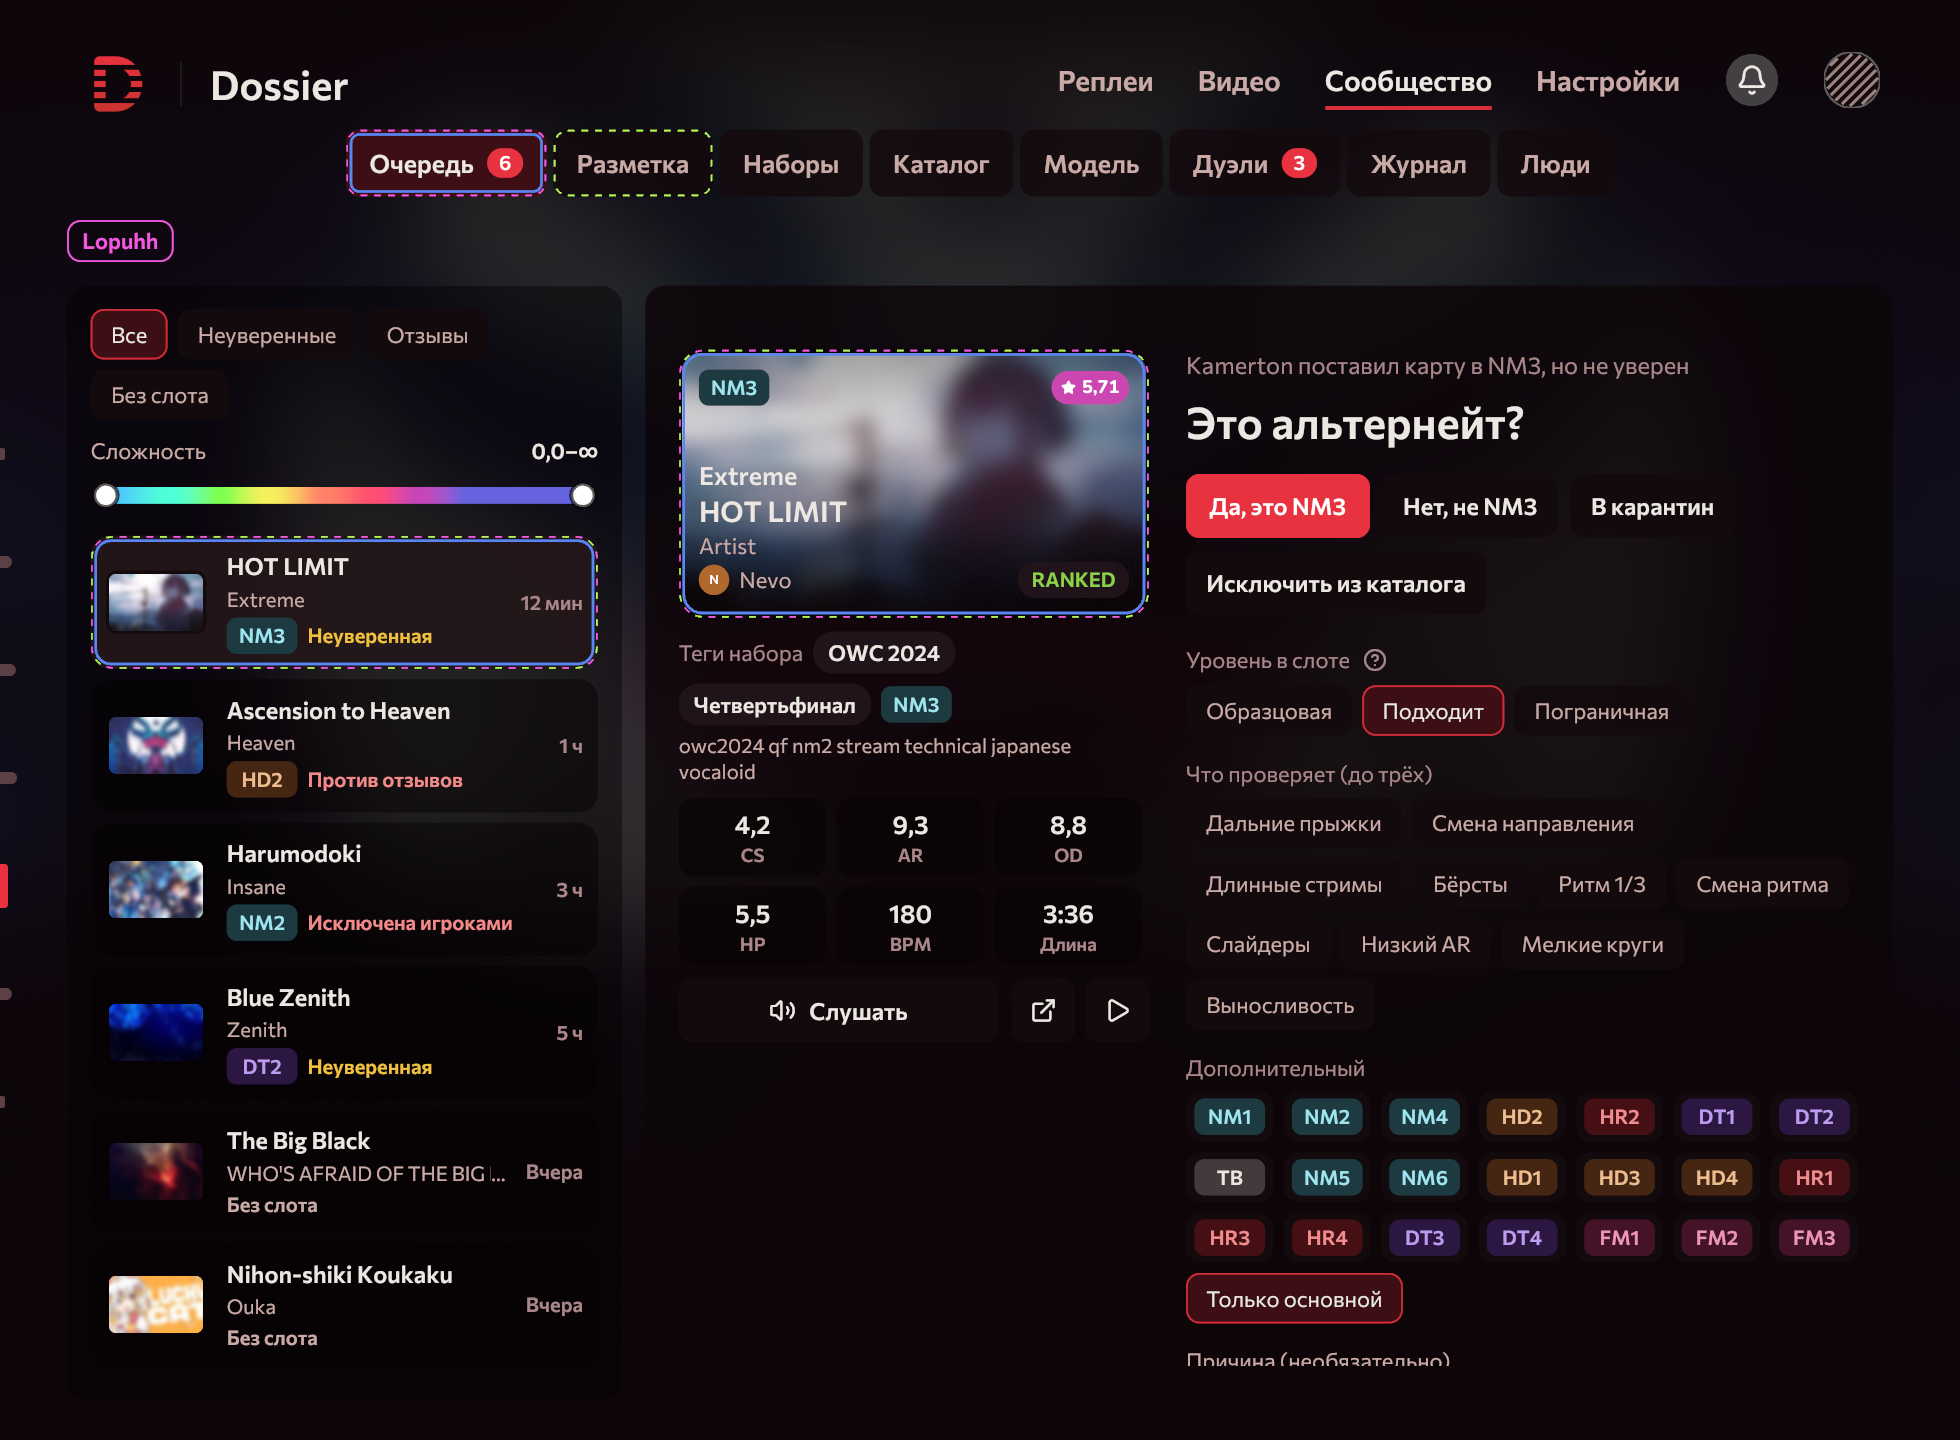 Dossier
Реплеи Видео Сообщество Настройки
Очередь 6 Разметка Наборы Каталог Модель Дуэли 3 Журнал Люди
Lopuhh
Все Неуверенные Отзывы
Без слота
Сложность 0,0–∞
HOT LIMIT
Extreme
12 мин
NM3 Неуверенная
Ascension to Heaven
Heaven
1 ч
HD2 Против отзывов
Harumodoki
Insane
3 ч
NM2 Исключена игроками
Blue Zenith
Zenith
5 ч
DT2 Неуверенная
The Big Black
WHO'S AFRAID OF THE BIG ...
Вчера
Без слота
Nihon-shiki Koukaku
Ouka
Вчера
Без слота
NM3 5,71
Extreme
HOT LIMIT
Artist
N Nevo RANKED
Теги набора OWC 2024
Четвертьфинал NM3
owc2024 qf nm2 stream technical japanese
vocaloid
4,2 9,3 8,8
CS AR OD
5,5 180 3:36
HP BPM Длина
Слушать
Kamerton поставил карту в NM3, но не уверен
Это альтернейт?
Да, это NM3 Нет, не NM3 В карантин
Исключить из каталога
Уровень в слоте ?
Образцовая Подходит Пограничная
Что проверяет (до трёх)
Дальние прыжки Смена направления
Длинные стримы Бёрсты Ритм 1/3 Смена ритма
Слайдеры Низкий AR Мелкие круги
Выносливость
Дополнительный
NM1 NM2 NM4 HD2 HR2 DT1 DT2
TB NM5 NM6 HD1 HD3 HD4 HR1
HR3 HR4 DT3 DT4 FM1 FM2 FM3
Только основной
Причина (необязательно)